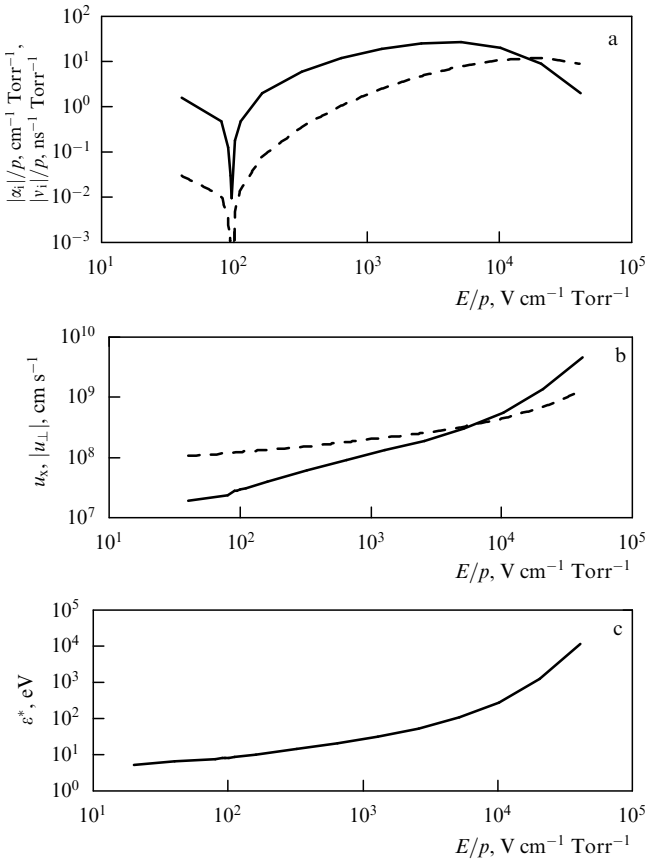 a
|αᵢ|/p, cm⁻¹ Torr⁻¹,
|νᵢ|/p, ns⁻¹ Torr⁻¹
10²
10¹
10⁰
10⁻¹
10⁻²
10⁻³
10¹ 10² 10³ 10⁴ 10⁵
E/p, V cm⁻¹ Torr⁻¹
b
uₓ, |u⊥|, cm s⁻¹
10¹⁰
10⁹
10⁸
10⁷
10¹ 10² 10³ 10⁴ 10⁵
E/p, V cm⁻¹ Torr⁻¹
c
ε*, eV
10⁵
10⁴
10³
10²
10¹
10⁰
10¹ 10² 10³ 10⁴ 10⁵
E/p, V cm⁻¹ Torr⁻¹